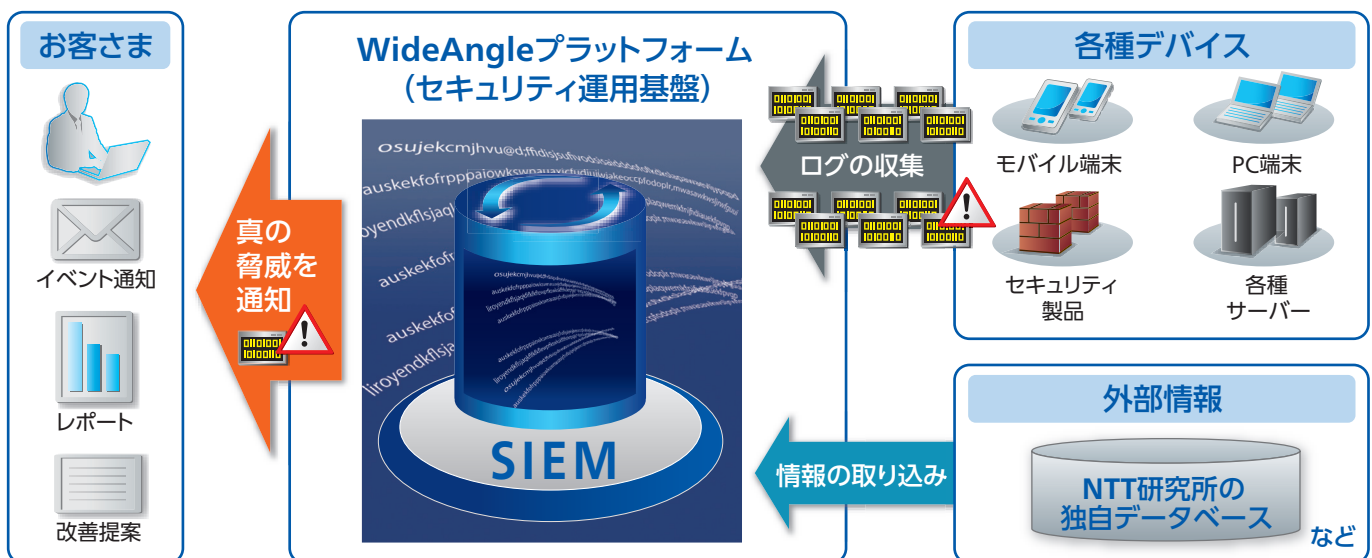 お客さま
イベント通知
レポート
改善提案
真の
脅威を
通知
WideAngleプラットフォーム
（セキュリティ運用基盤）
SIEM
ログの収集
情報の取り込み
各種デバイス
モバイル端末
PC端末
セキュリティ
製品
各種
サーバー
外部情報
NTT研究所の
独自データベース
など